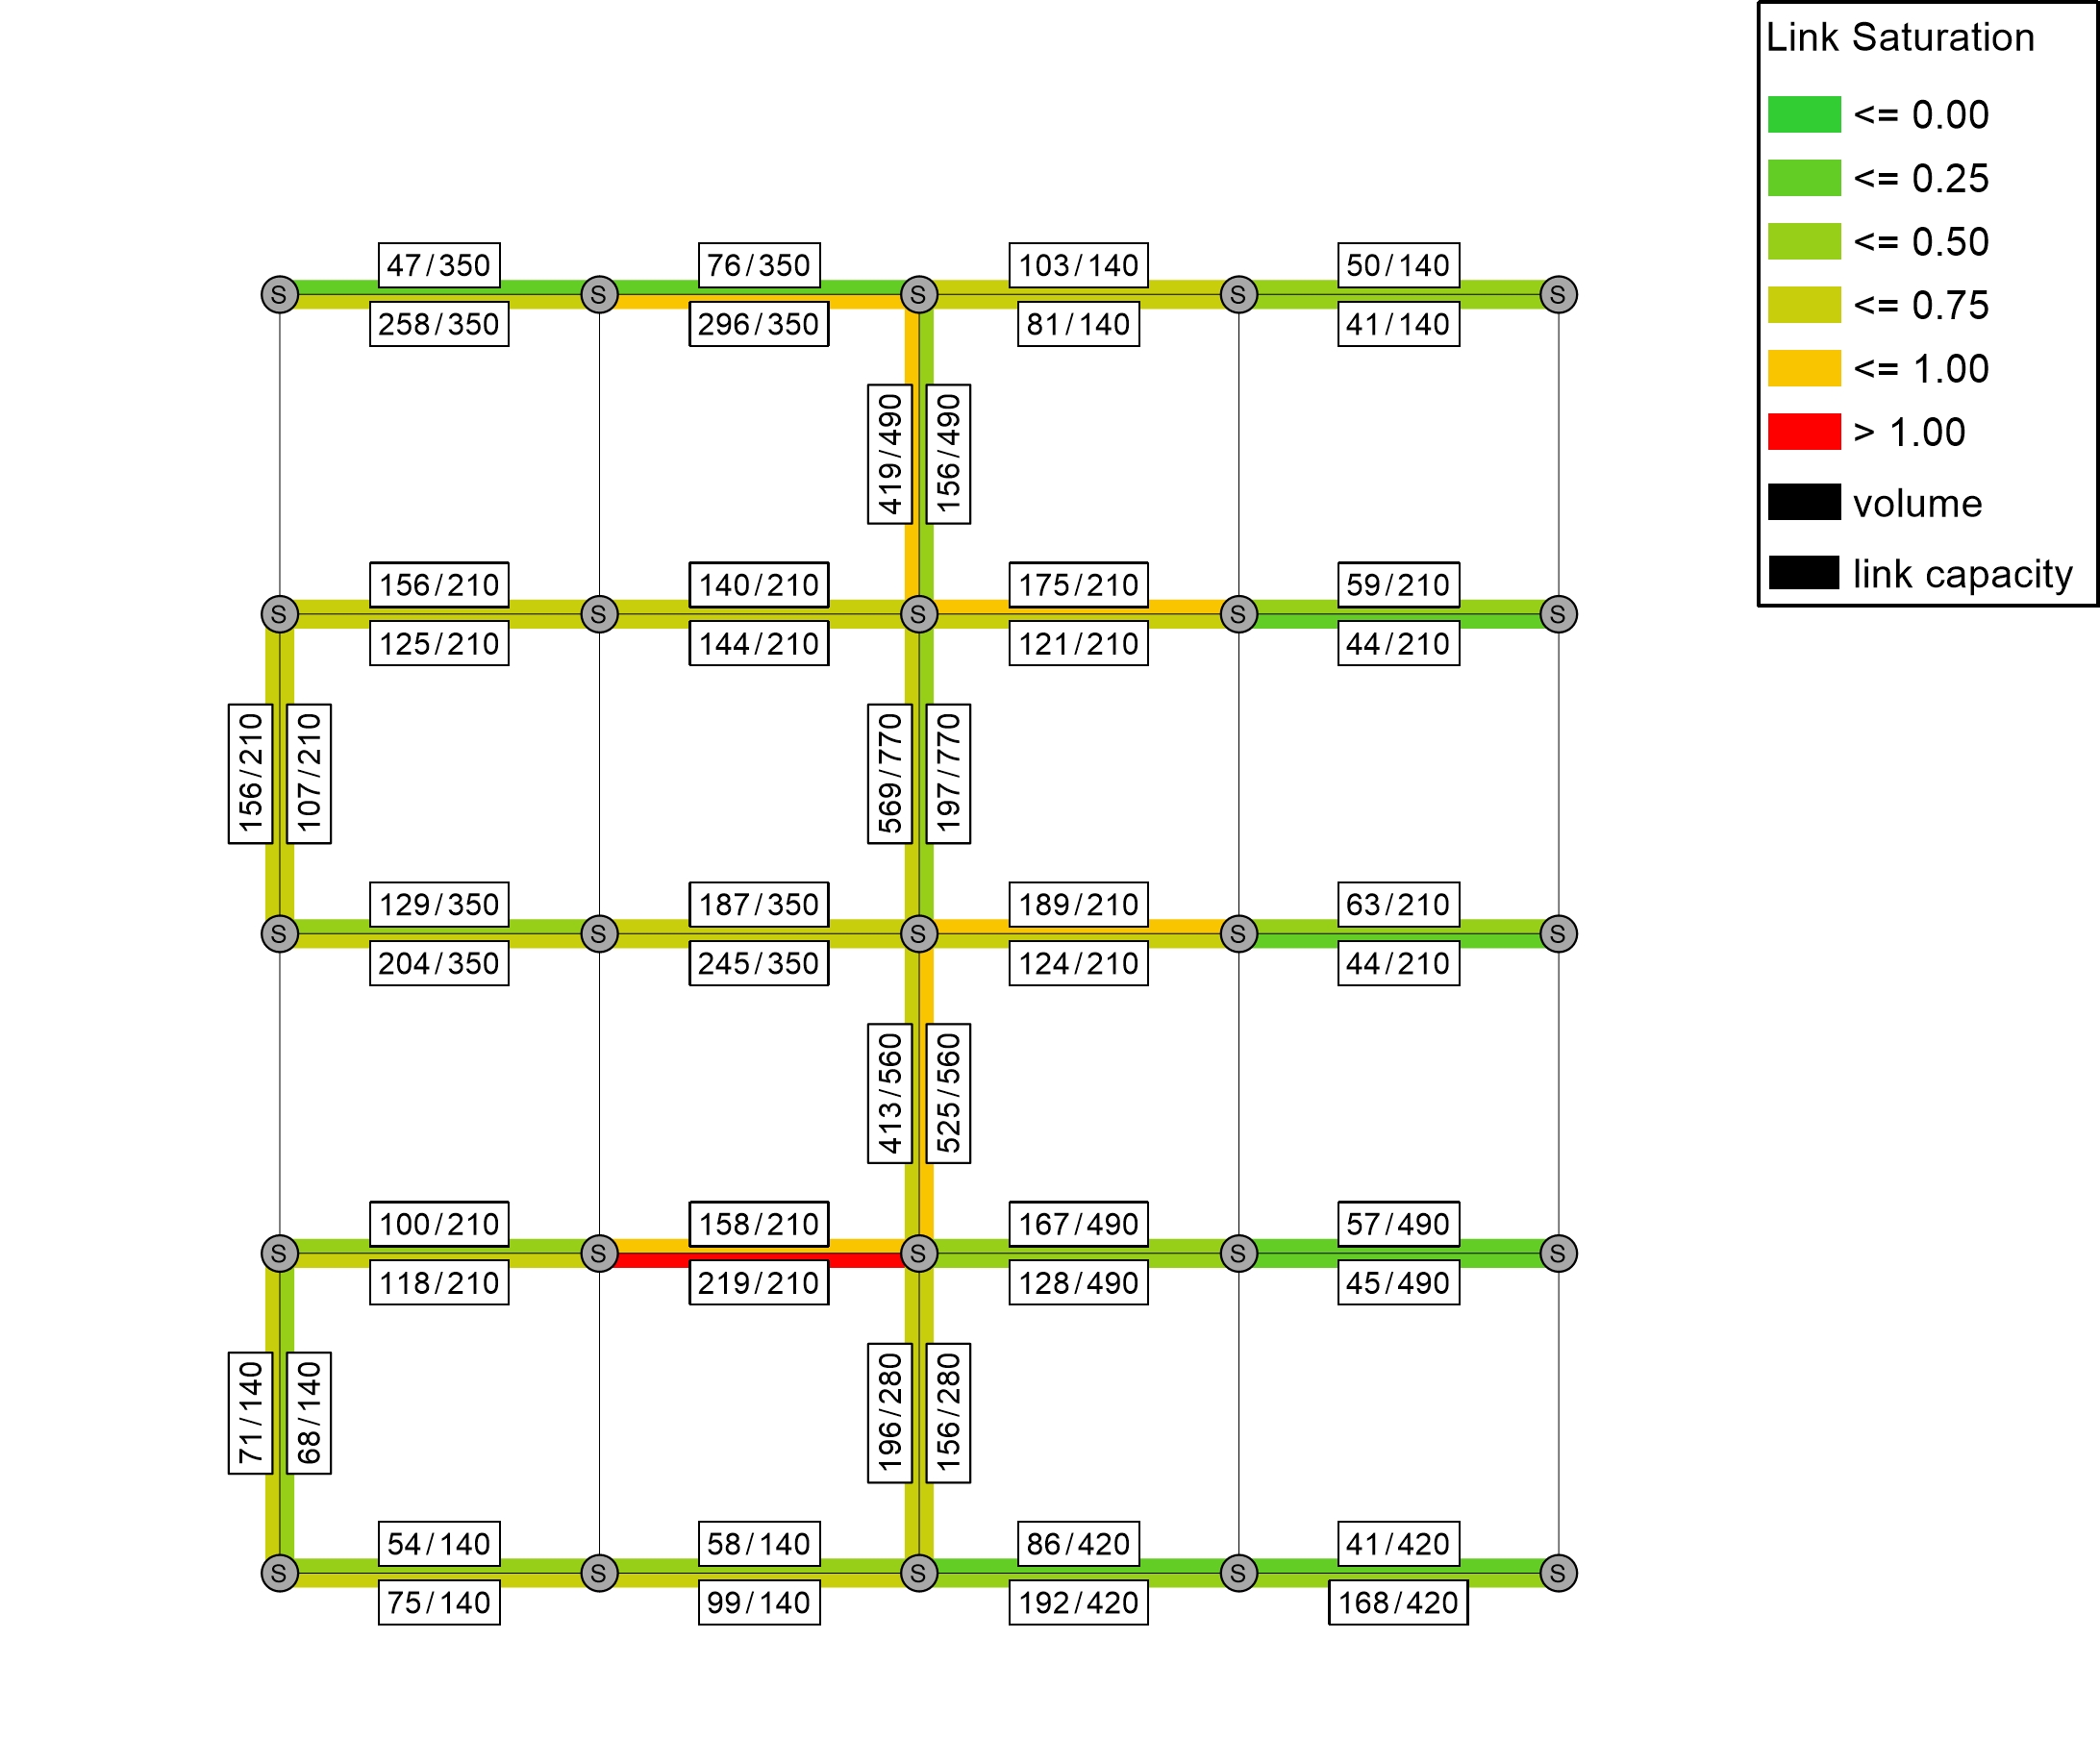 Link Saturation
<= 0.00
<= 0.25
<= 0.50
<= 0.75
<= 1.00
> 1.00
volume
link capacity
47/350
76/350
103/140
50/140
S
S
S
S
S
258/350
296/350
81/140
41/140
419/490
156/490
156/210
140/210
175/210
59/210
S
S
S
S
S
125/210
144/210
121/210
44/210
156/210
107/210
569/770
197/770
129/350
187/350
189/210
63/210
S
S
S
S
S
204/350
245/350
124/210
44/210
413/560
525/560
100/210
158/210
167/490
57/490
S
S
S
S
S
118/210
219/210
128/490
45/490
71/140
68/140
196/280
156/280
54/140
58/140
86/420
41/420
S
S
S
S
S
75/140
99/140
192/420
168/420